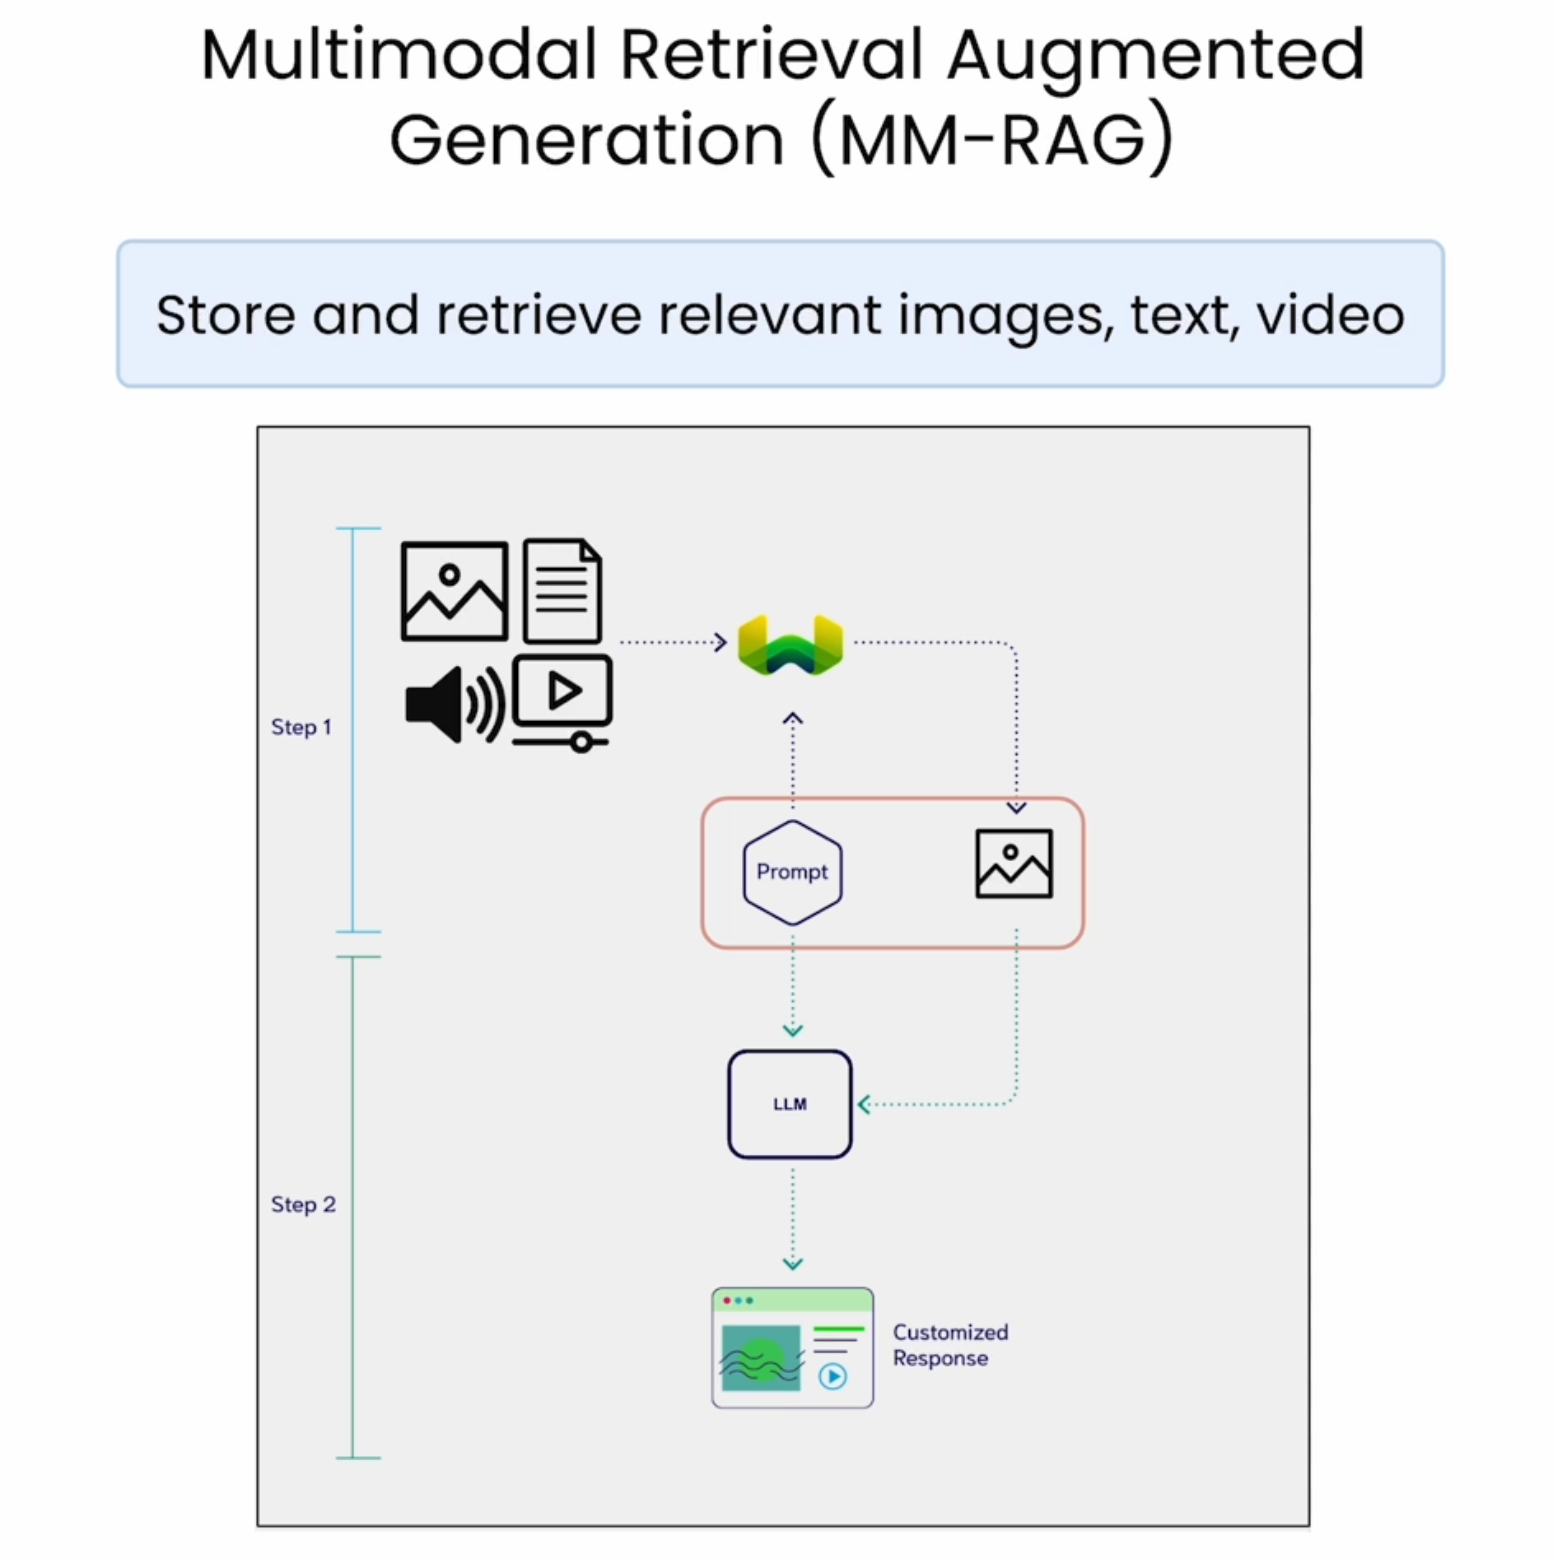 Multimodal Retrieval Augmented
Generation (MM-RAG)
Store and retrieve relevant images, text, video
Step 1
Prompt
LLM
Step 2
Customized
Response